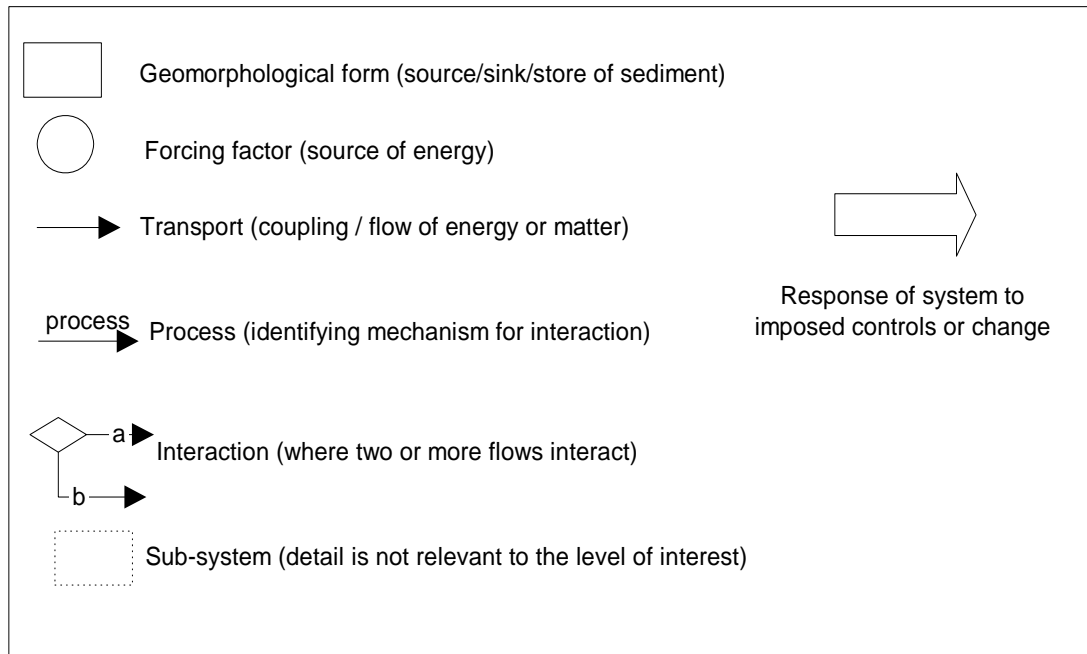 Geomorphological form (source/sink/store of sediment)
Forcing factor (source of energy)
Transport (coupling / flow of energy or matter)
process
Process (identifying mechanism for interaction)
a
Interaction (where two or more flows interact)
b
Sub-system (detail is not relevant to the level of interest)
Response of system to
imposed controls or change